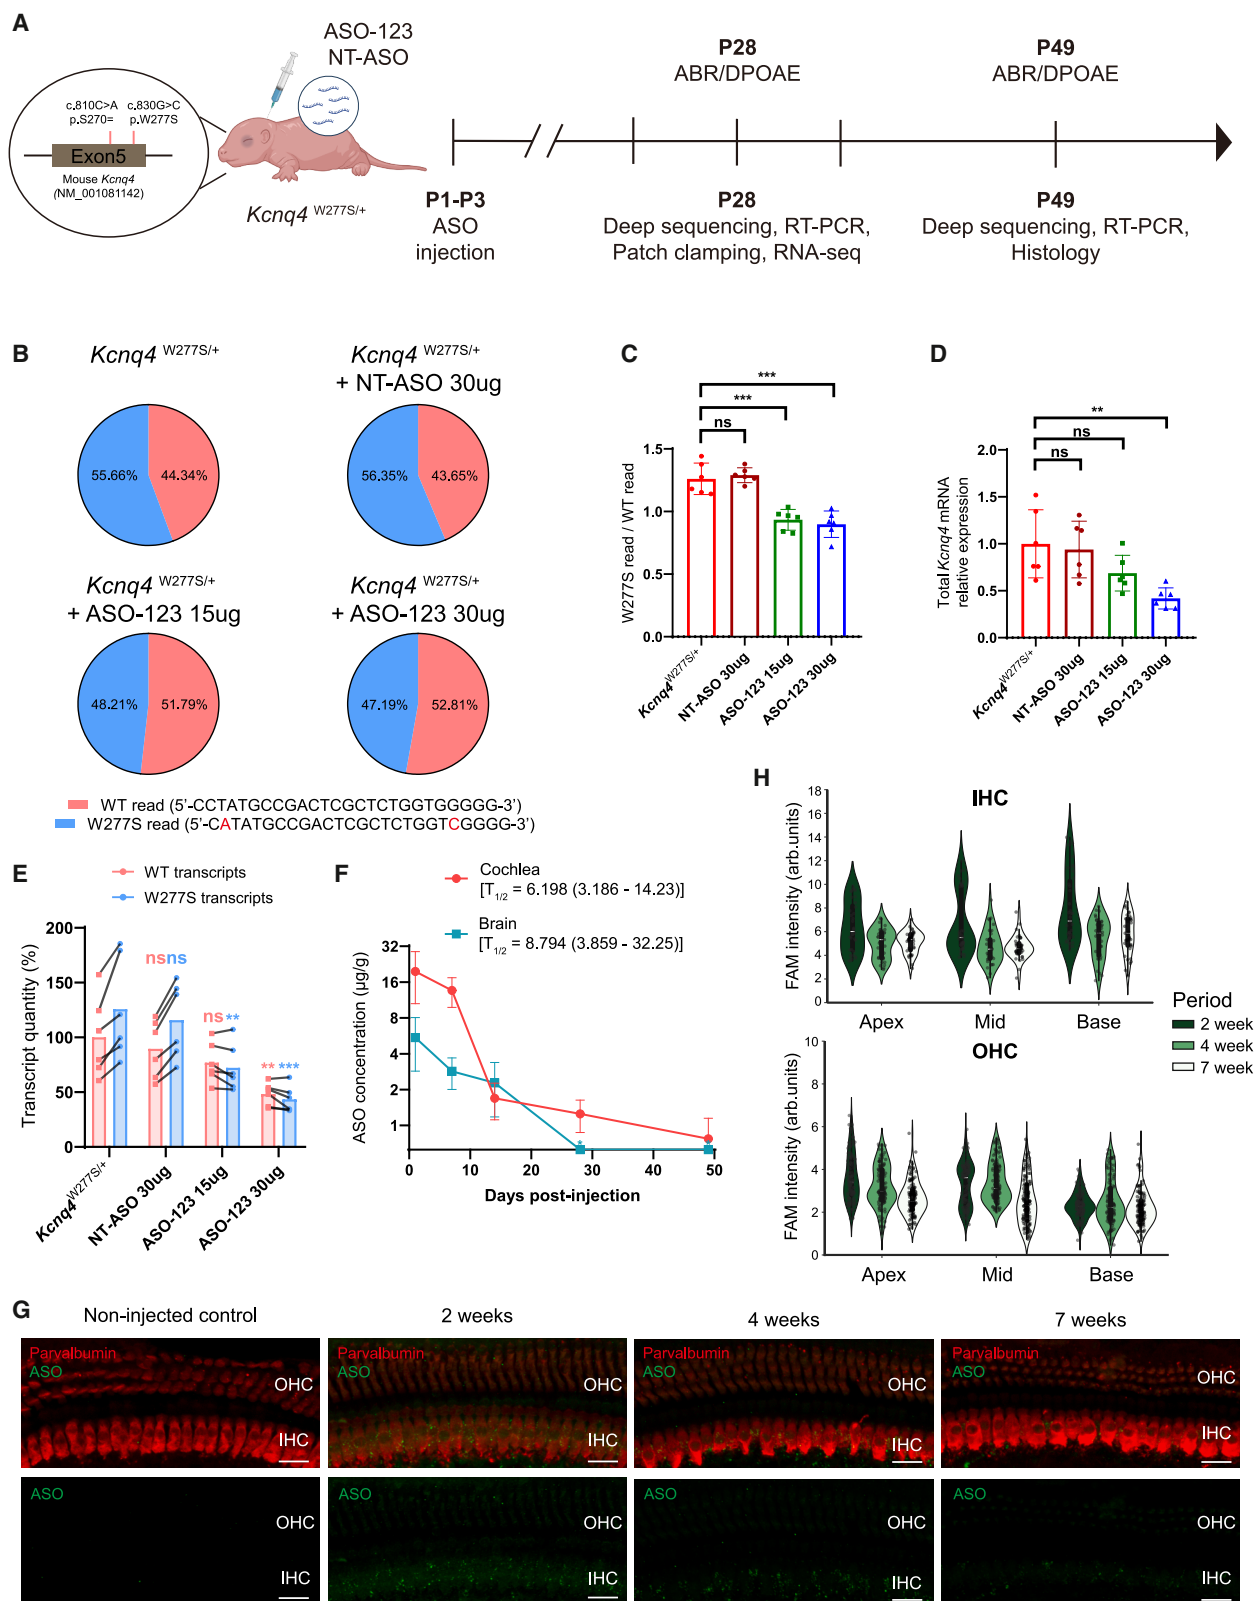 A
ASO-123
NT-ASO
c.810C>A c.830G>C
p.S270= p.W277S
Exon5
Mouse Kcnq4
(NM_001081142)
Kcnq4 W277S/+
P28
ABR/DPOAE
P49
ABR/DPOAE
P1-P3
ASO
injection
P28
Deep sequencing, RT-PCR,
Patch clamping, RNA-seq
P49
Deep sequencing, RT-PCR,
Histology
B
Kcnq4 W277S/+
55.66% 44.34%
Kcnq4 W277S/+
+ NT-ASO 30ug
56.35% 43.65%
Kcnq4 W277S/+
+ ASO-123 15ug
48.21% 51.79%
Kcnq4 W277S/+
+ ASO-123 30ug
47.19% 52.81%
WT read (5'-CCTATGCCGACTCGCTCTGGTGGGGG-3')
W277S read (5'-CATATGCCGACTCGCTCTGGTCGGGG-3')
C
***
***
ns
1.5
1.0
0.5
0.0
W277S read / WT read
Kcnq4W277S/+
NT-ASO 30ug
ASO-123 15ug
ASO-123 30ug
D
**
ns
ns
2.0
1.5
1.0
0.5
0.0
Total Kcnq4 mRNA
relative expression
Kcnq4W277S/+
NT-ASO 30ug
ASO-123 15ug
ASO-123 30ug
E
WT transcripts
W277S transcripts
200
150
100
50
0
Transcript quantity (%)
ns ns
ns **
** ***
Kcnq4W277S/+
NT-ASO 30ug
ASO-123 15ug
ASO-123 30ug
F
Cochlea
[T1/2 = 6.198 (3.186 - 14.23)]
Brain
[T1/2 = 8.794 (3.859 - 32.25)]
32
16
8
4
2
1
ASO concentration (µg/g)
*
0 10 20 30 40 50
Days post-injection
H
IHC
18
16
14
12
10
8
6
4
2
0
FAM intensity (arb.units)
Apex Mid Base
OHC
10
8
6
4
2
0
FAM intensity (arb.units)
Apex Mid Base
Period
2 week
4 week
7 week
G
Non-injected control 2 weeks 4 weeks 7 weeks
Parvalbumin
ASO
OHC
IHC
Parvalbumin
ASO
OHC
IHC
Parvalbumin
ASO
OHC
IHC
Parvalbumin
ASO
OHC
IHC
ASO
OHC
IHC
ASO
OHC
IHC
ASO
OHC
IHC
ASO
OHC
IHC